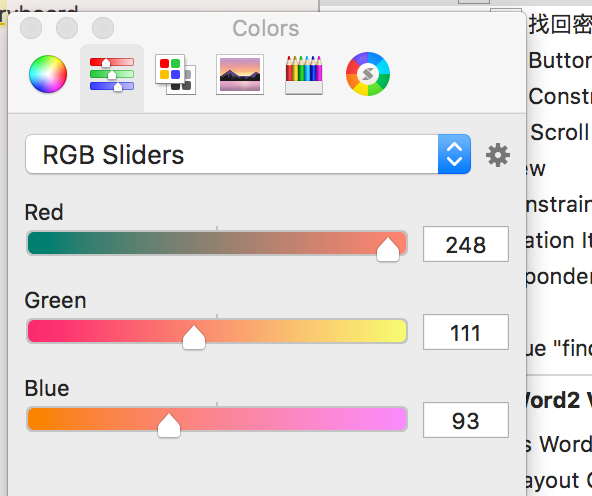 Colors
RGB Sliders
Red
248
Green
111
Blue
93
找回密
Button
Constr
Scroll
ew
nstrain
ation It
ponder
ue "find
Word2 V
s Word
ayout C